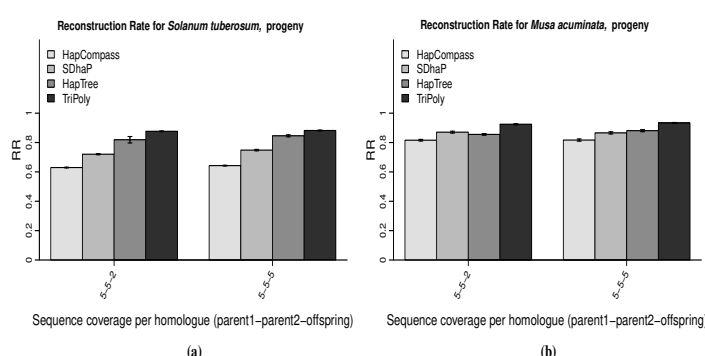 Reconstruction Rate for Solanum tuberosum, progeny
HapCompass
SDhaP
HapTree
TriPoly
RR
0
0.2
0.4
0.6
0.8
1
5−5−2
5−5−5
Sequence coverage per homologue (parent1−parent2−offspring)
(a)
Reconstruction Rate for Musa acuminata, progeny
HapCompass
SDhaP
HapTree
TriPoly
RR
0
0.2
0.4
0.6
0.8
1
5−5−2
5−5−5
Sequence coverage per homologue (parent1−parent2−offspring)
(b)